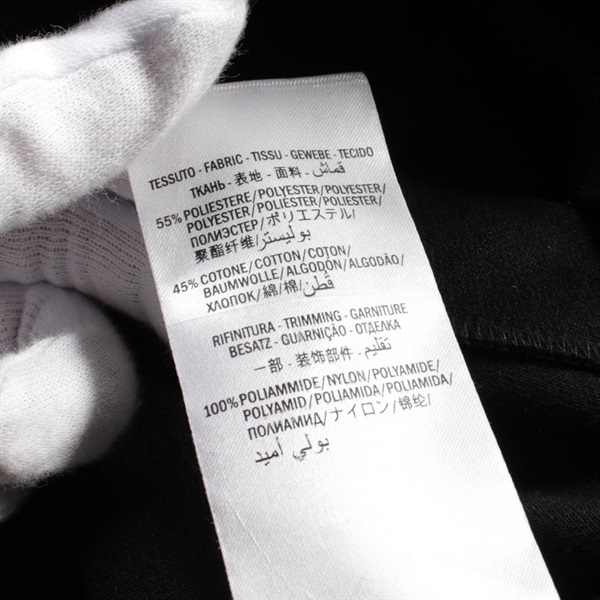 TESSUTO - FABRIC - TISSU - GEWEBE - TECIDO
ТКАНЬ - 表地 - 面料 - قماش
55% POLIESTERE/POLYESTER/POLYESTER/
POLYESTER/POLIESTER/POLIESTER/
ПОЛИЭСТЕР/ポリエステル/
聚酯纤维/بوليستر
45% COTONE/COTTON/COTON/
BAUMWOLLE/ALGODÓN/ALGODÃO/
ХЛОПОК/綿/棉/قطن
RIFINITURA - TRIMMING - GARNITURE
BESATZ - GUARNIÇÃO - ОТДЕЛКА
一部 - 装饰部件 - تقليم
100% POLIAMMIDE/NYLON/POLYAMIDE/
POLYAMID/POLIAMIDA/POLIAMIDA/
ПОЛИАМИД/ナイロン/锦纶/
بولي أميد